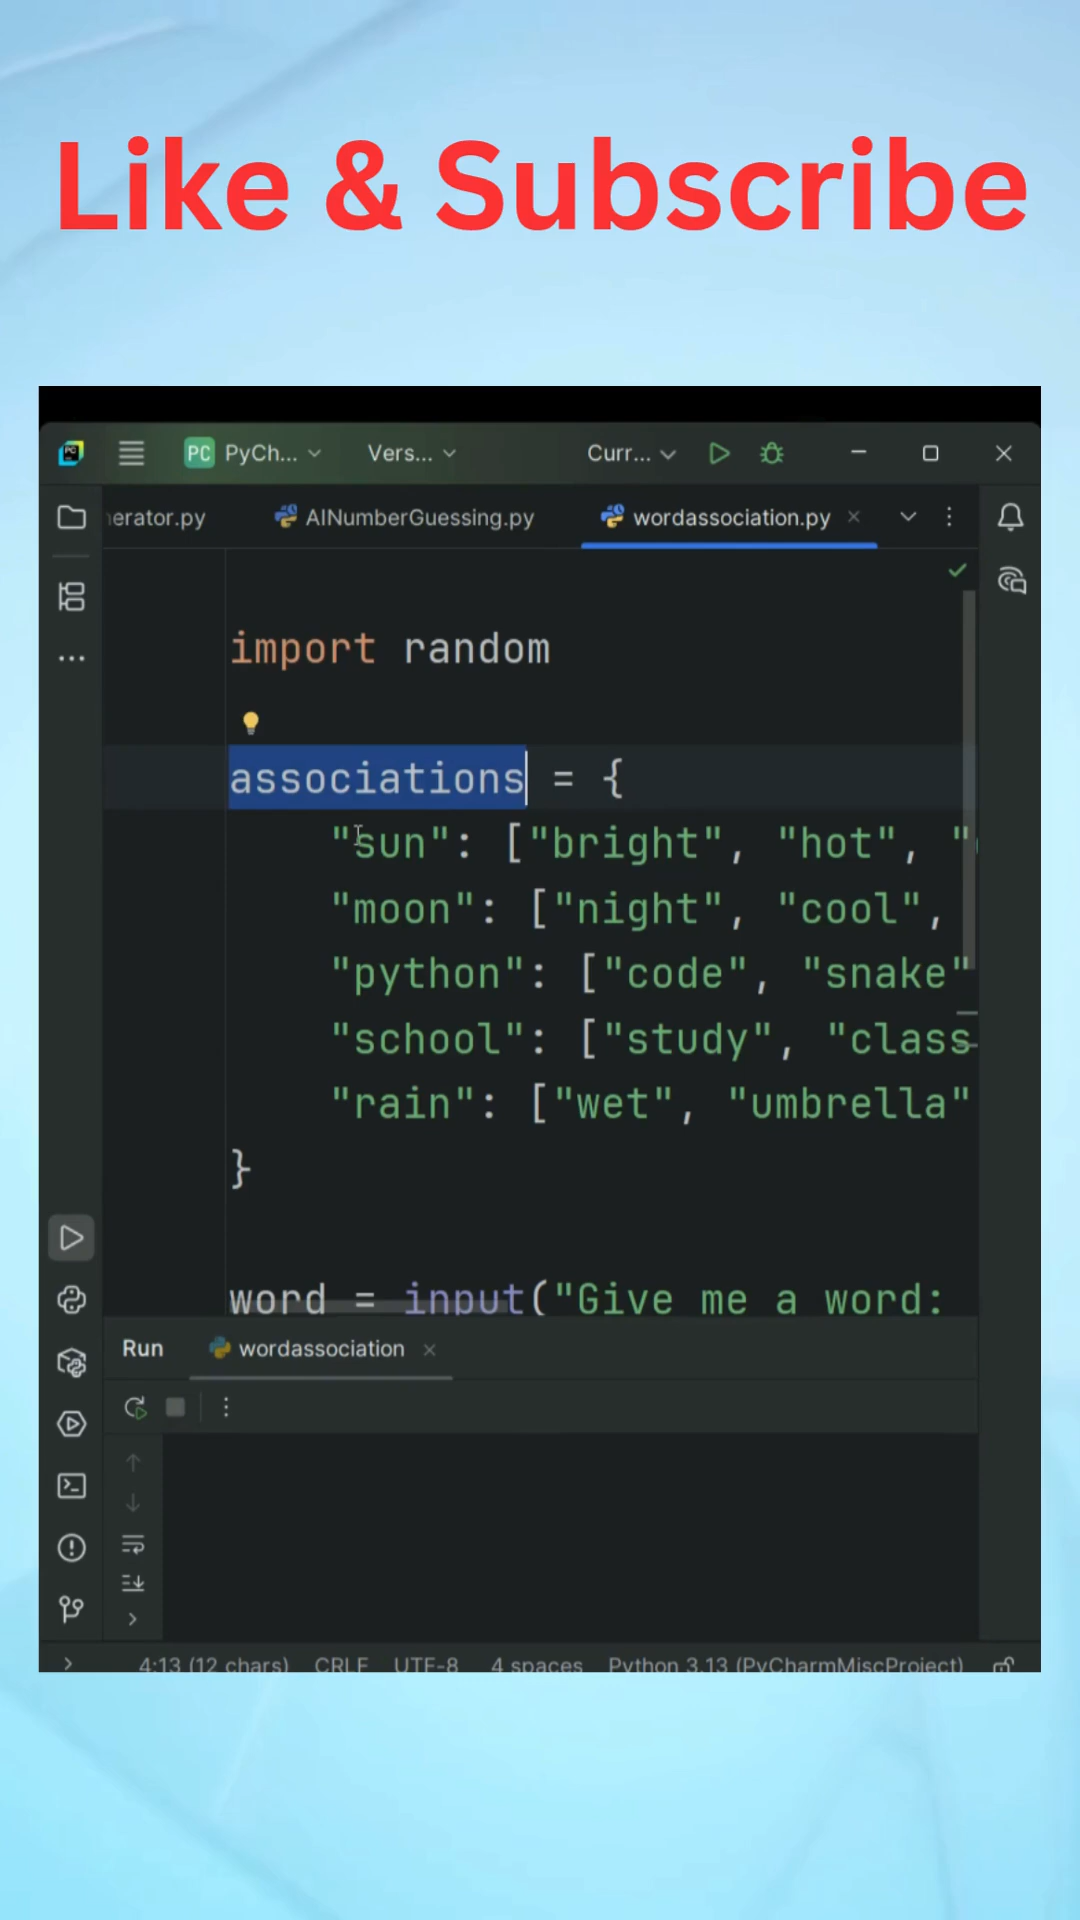 Like & Subscribe
PC PyCh... Vers... Curr...
erator.py AINumberGuessing.py wordassociation.py
import random
associations = {
"sun": ["bright", "hot", "
"moon": ["night", "cool",
"python": ["code", "snake"
"school": ["study", "class
"rain": ["wet", "umbrella"
}
word = input("Give me a word:
Run wordassociation
4:13 (12 chars) CRLF UTF-8 4 spaces Python 3.13 (PyCharmMiscProject)